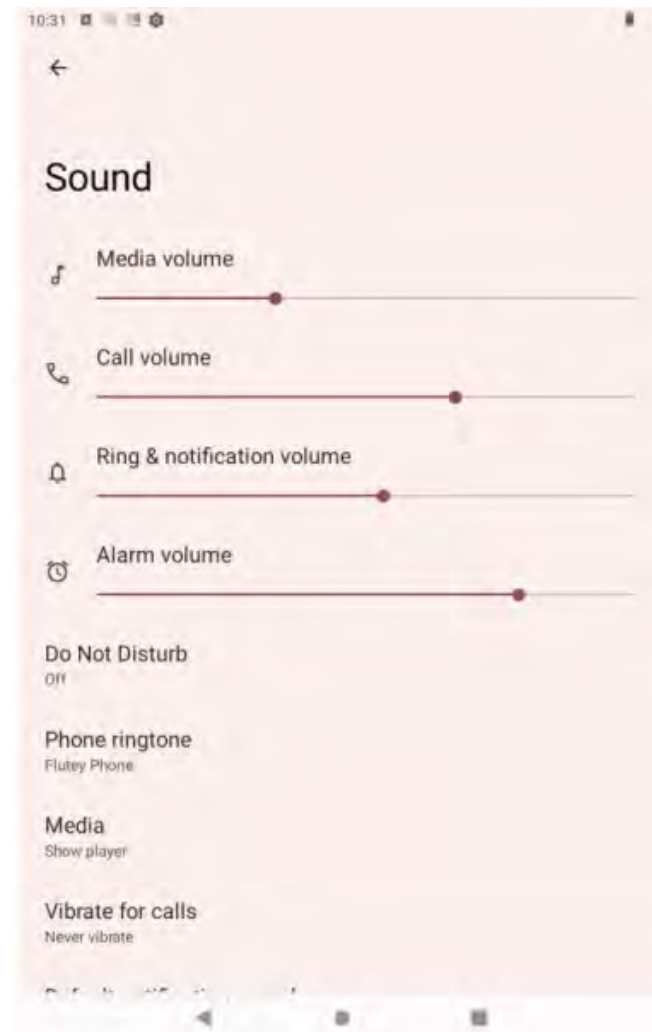 10:31
Sound
Media volume
Call volume
Ring & notification volume
Alarm volume
Do Not Disturb
Off
Phone ringtone
Flutey Phone
Media
Show player
Vibrate for calls
Never vibrate